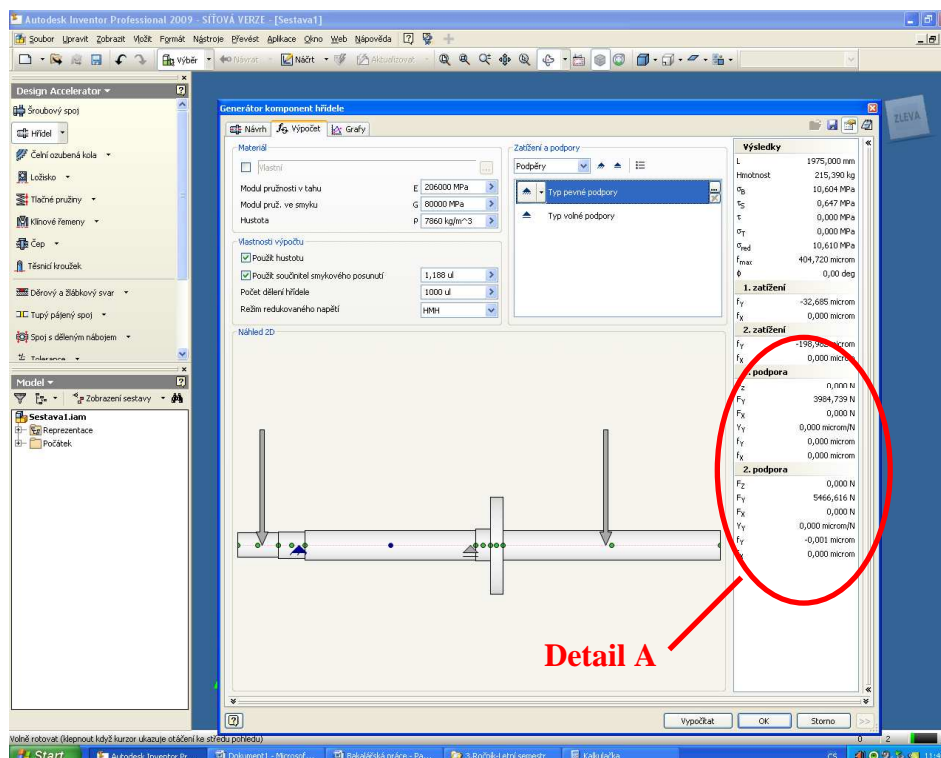 Autodesk Inventor Professional 2009 - SÍŤOVÁ VERZE - [Sestava1]
Soubor Upravit Zobrazit Vložit Formát Nástroje Převést Aplikace Okno Web Nápověda
Výběr Návrat Náčrt Aktualizovat
Design Accelerator
Šroubový spoj
Hřídel
Čelní ozubená kola
Ložisko
Tlačné pružiny
Klínové řemeny
Čep
Těsnicí kroužek
Děrový a žlábkový svar
Tupý pájený spoj
Spoj s děleným nábojem
Tolerance
Model
Zobrazení sestavy
Sestava1.iam
Reprezentace
Počátek
ZLEVA
Generátor komponent hřídele
Návrh Výpočet Grafy
Materiál
Vlastní
Modul pružnosti v tahu E 206000 MPa
Modul pruž. ve smyku G 80000 MPa
Hustota ρ 7860 kg/m^3
Vlastnosti výpočtu
Použít hustotu
Použít součinitel smykového posunutí 1,188 ul
Počet dělení hřídele 1000 ul
Režim redukovaného napětí HMH
Zatížení a podpory
Podpěry
Typ pevné podpory
Typ volné podpory
Náhled 2D
Výsledky
L 1975,000 mm
Hmotnost 215,390 kg
σB 10,604 MPa
τS 0,647 MPa
τ 0,000 MPa
σT 0,000 MPa
σred 10,610 MPa
fmax 404,720 microm
ϕ 0,00 deg
1. zatížení
fY -32,685 microm
fX 0,000 microm
2. zatížení
fY microm
fX 0,000 microm
podpora
0,000 N
FY 3984,739 N
FX 0,000 N
YY 0,000 microm/N
fY 0,000 microm
fX 0,000 microm
2. podpora
FZ 0,000 N
FY 5466,616 N
FX 0,000 N
YY 0,000 microm/N
fY -0,001 microm
0,000 microm
Detail A
Vypočítat OK Storno >>
Volně rotovat (klepnout když kurzor ukazuje otáčení ke středu pohledu) 0 2
Start Autodesk Inventor Pr... Dokument1 - Microsof... Bakalářská práce - Pa... 3.Ročník-Letní semestr Kalkulačka CS